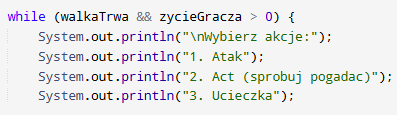 while (walkaTrwa && zycieGracza > 0) {
    System.out.println("\nWybierz akcje:");
    System.out.println("1. Atak");
    System.out.println("2. Act (sprobuj pogadac)");
    System.out.println("3. Ucieczka");